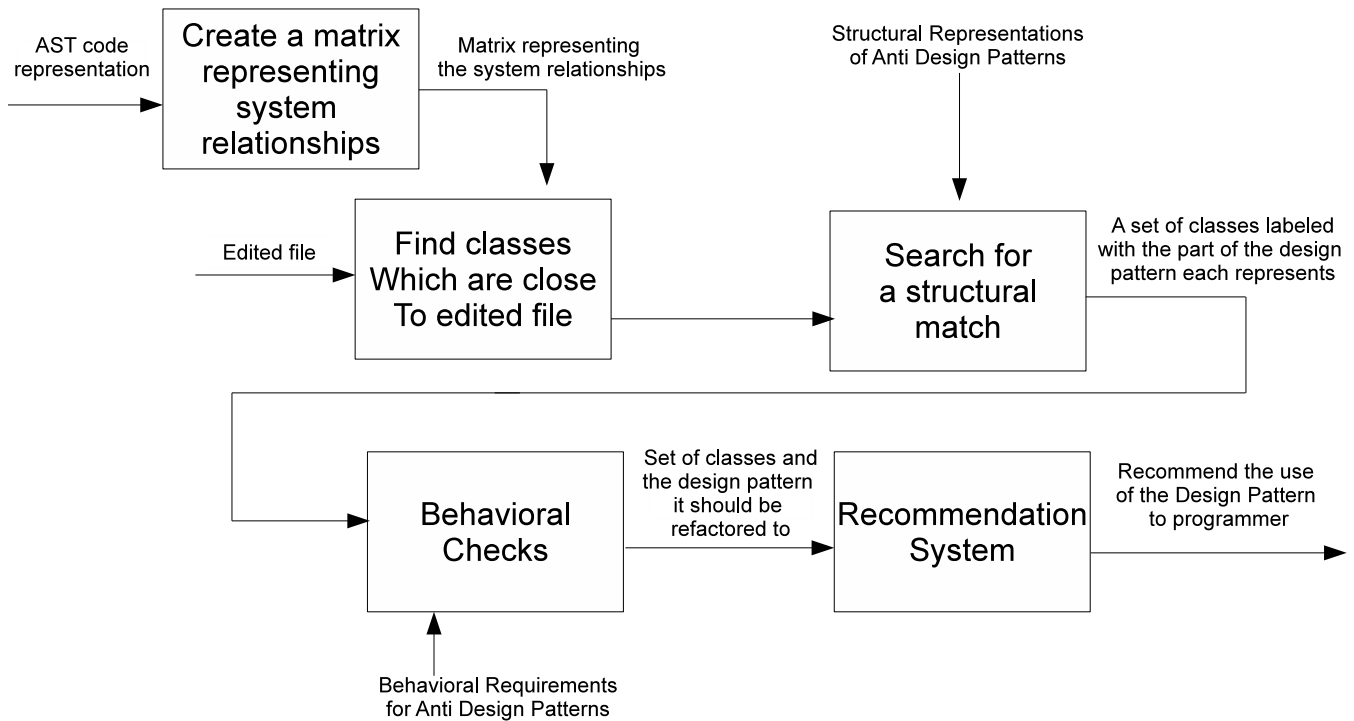 AST code
representation
Create a matrix
representing
system
relationships
Matrix representing
the system relationships
Structural Representations
of Anti Design Patterns
Edited file
Find classes
Which are close
To edited file
Search for
a structural
match
A set of classes labeled
with the part of the design
pattern each represents
Behavioral
Checks
Set of classes and
the design pattern
it should be
refactored to
Recommendation
System
Recommend the use
of the Design Pattern
to programmer
Behavioral Requirements
for Anti Design Patterns